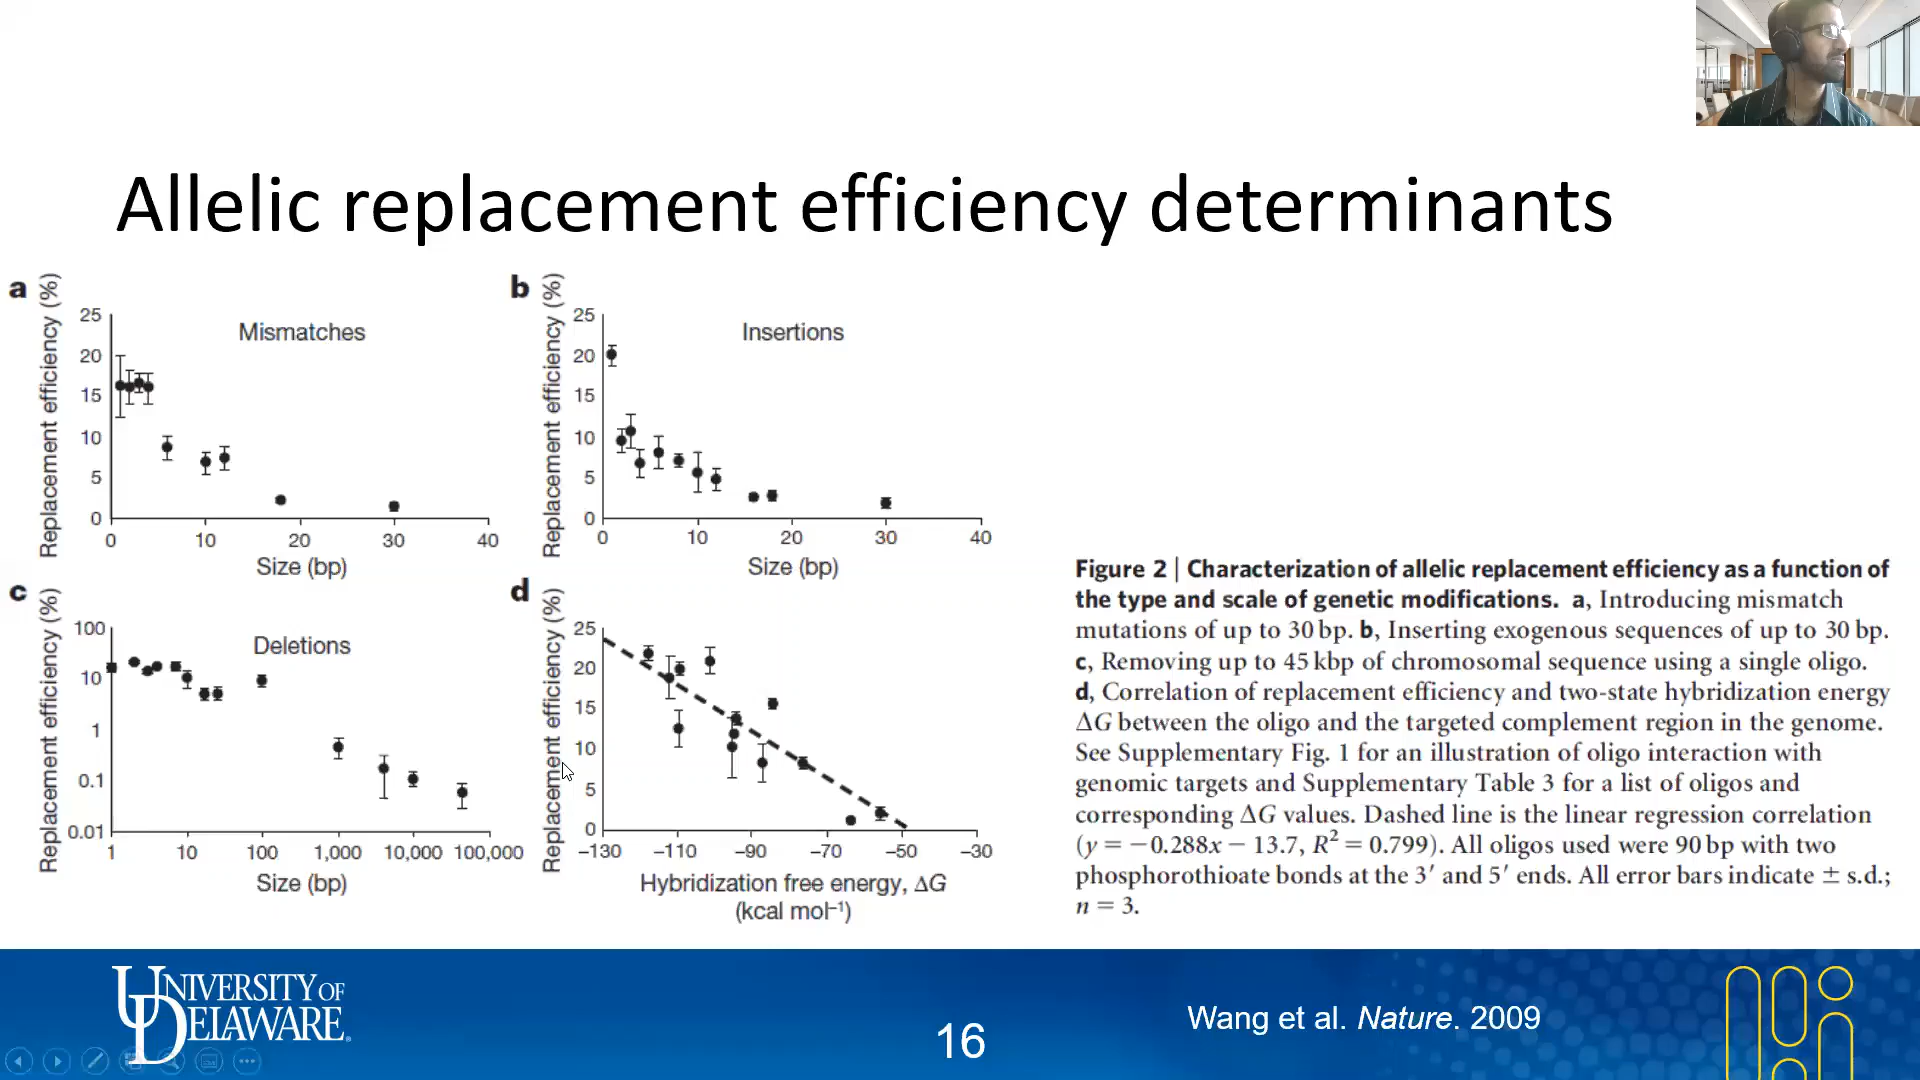 Allelic replacement efficiency determinants
a
Replacement efficiency (%)
25
20
15
10
5
0
Mismatches
0 10 20 30 40
Size (bp)
b
Replacement efficiency (%)
25
20
15
10
5
0
Insertions
0 10 20 30 40
Size (bp)
c
Replacement efficiency (%)
100
10
1
0.1
0.01
Deletions
1 10 100 1,000 10,000 100,000
Size (bp)
d
Replacement efficiency (%)
25
20
15
10
5
0
–130 –110 –90 –70 –50 –30
Hybridization free energy, ΔG
(kcal mol⁻¹)
Figure 2 | Characterization of allelic replacement efficiency as a function of
the type and scale of genetic modifications. a, Introducing mismatch
mutations of up to 30 bp. b, Inserting exogenous sequences of up to 30 bp.
c, Removing up to 45 kbp of chromosomal sequence using a single oligo.
d, Correlation of replacement efficiency and two-state hybridization energy
ΔG between the oligo and the targeted complement region in the genome.
See Supplementary Fig. 1 for an illustration of oligo interaction with
genomic targets and Supplementary Table 3 for a list of oligos and
corresponding ΔG values. Dashed line is the linear regression correlation
(y = −0.288x − 13.7, R² = 0.799). All oligos used were 90 bp with two
phosphorothioate bonds at the 3′ and 5′ ends. All error bars indicate ± s.d.;
n = 3.
UNIVERSITY OF
DELAWARE.
16
Wang et al. Nature. 2009